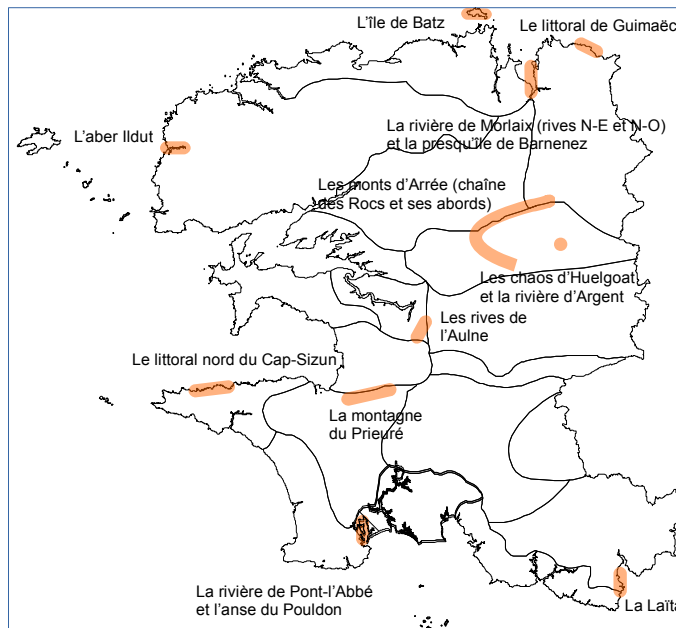 L'île de Batz
Le littoral de Guimaëc
L'aber Ildut
La rivière de Morlaix (rives N-E et N-O)
et la presqu'île de Barnenez
Les monts d'Arrée (chaîne
des Rocs et ses abords)
Les chaos d'Huelgoat
et la rivière d'Argent
Les rives de
l'Aulne
Le littoral nord du Cap-Sizun
La montagne
du Prieuré
La rivière de Pont-l'Abbé
et l'anse du Pouldon
La Laïta